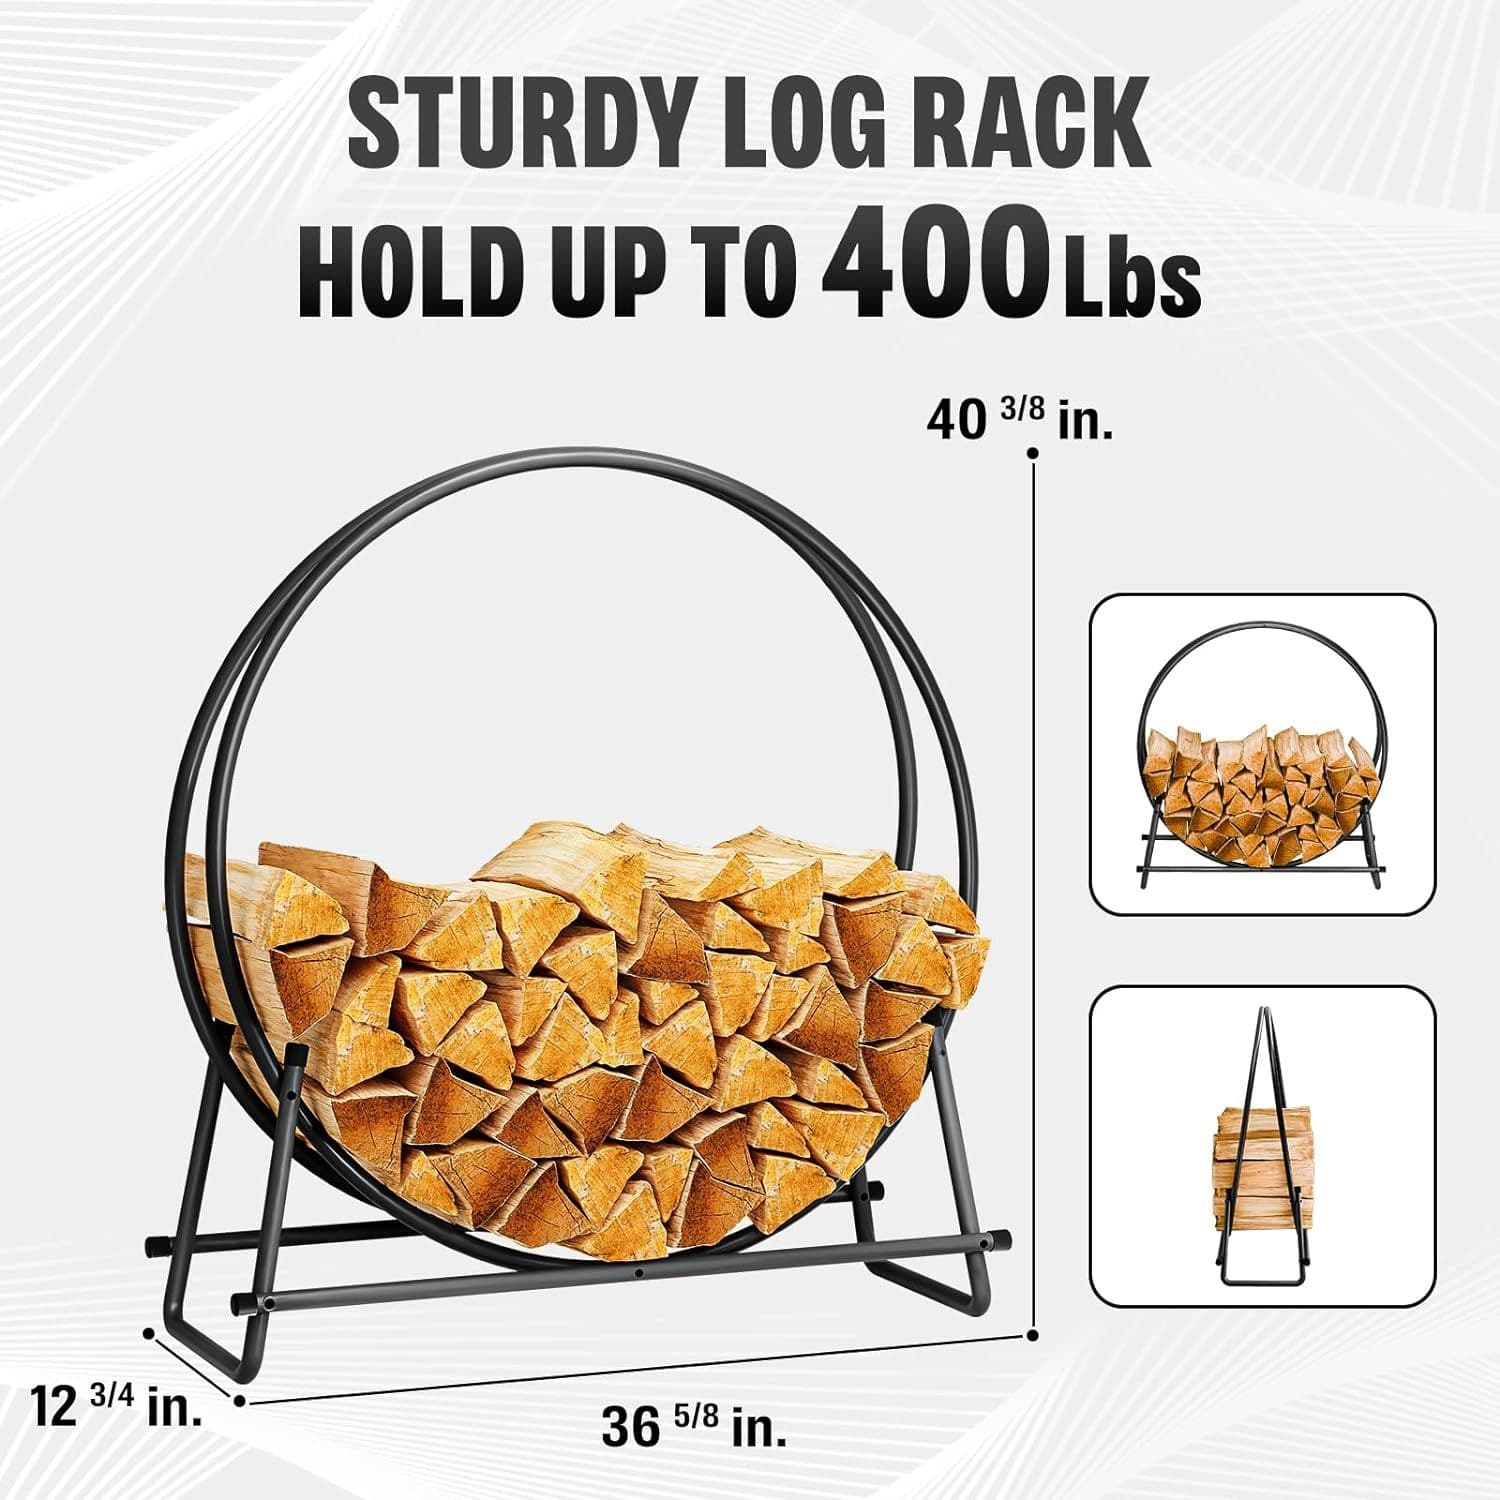 STURDY LOG RACK
HOLD UP TO 400Lbs
40 3/8 in.
12 3/4 in.
36 5/8 in.